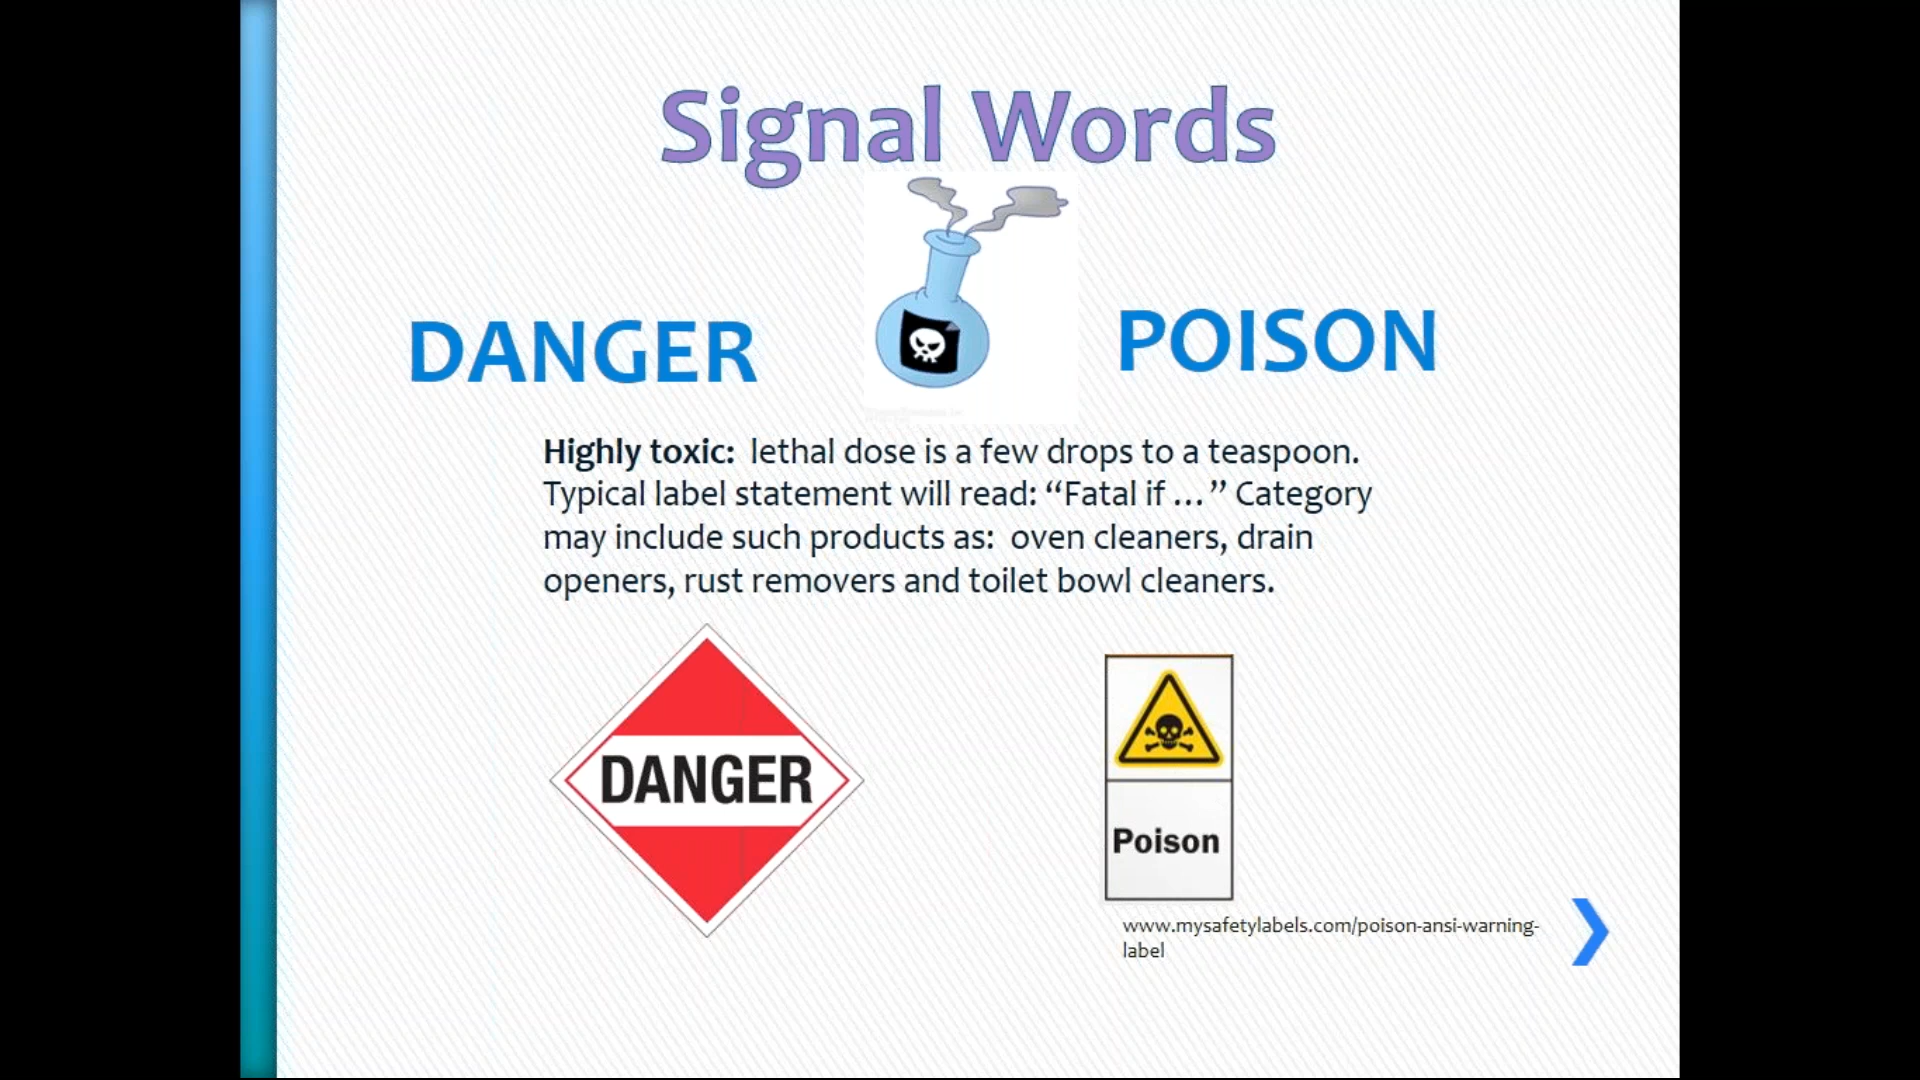 Signal Words
DANGER
POISON
Highly toxic:  lethal dose is a few drops to a teaspoon.
Typical label statement will read: “Fatal if … ” Category
may include such products as:  oven cleaners, drain
openers, rust removers and toilet bowl cleaners.
DANGER
Poison
www.mysafetylabels.com/poison-ansi-warning-
label